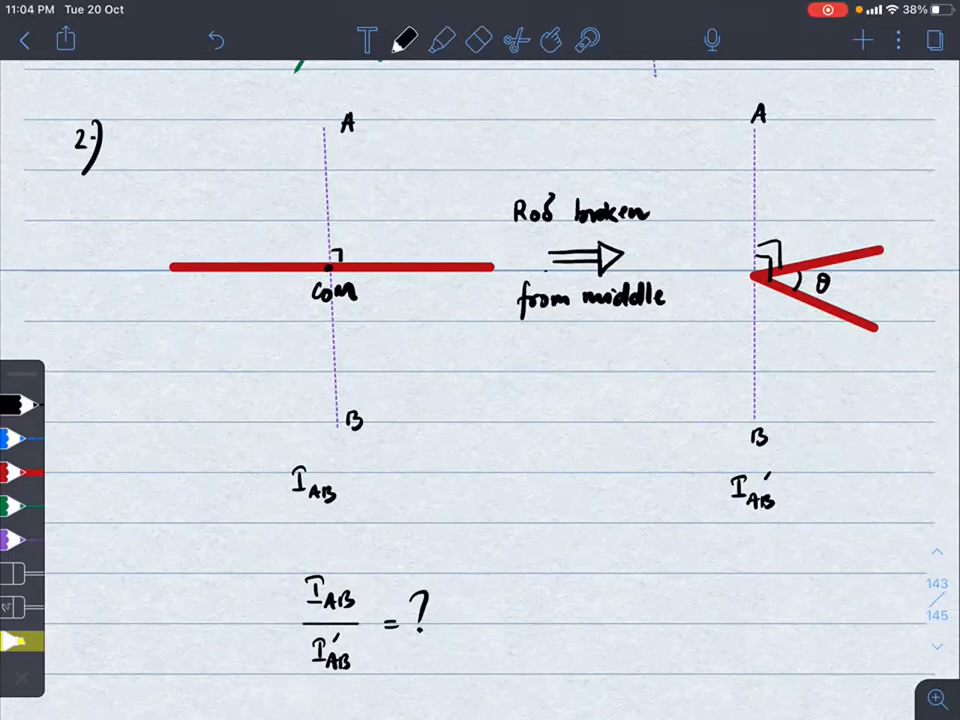 11:04 PM Tue 20 Oct
38%
T
2.)
A
A
Rod broken
from middle
COM
θ
B
B
I_AB
I'_AB
143
/
145
I_AB
I'_AB
= ?